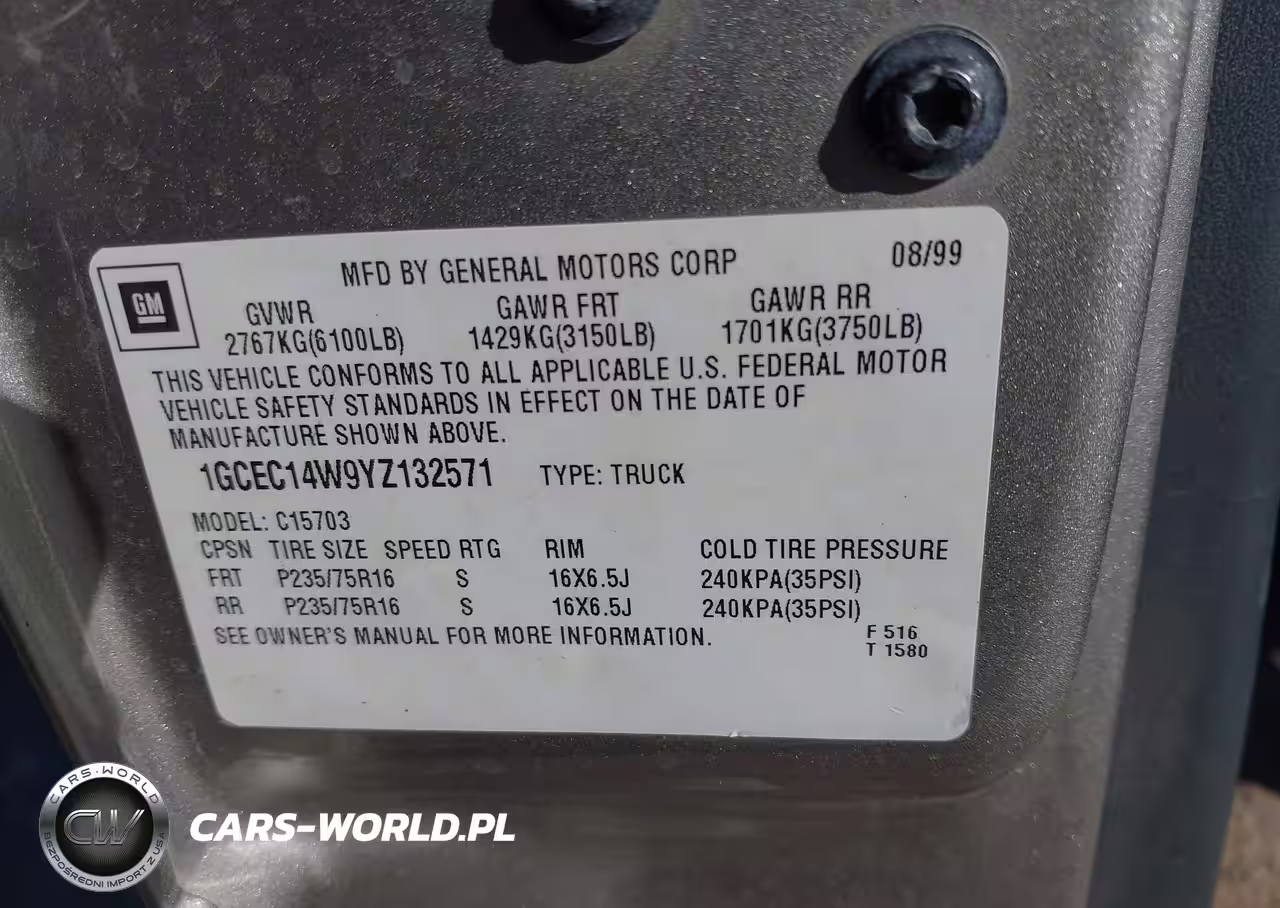 MFD BY GENERAL MOTORS CORP 08/99
GM
GVWR GAWR FRT GAWR RR
2767KG(6100LB) 1429KG(3150LB) 1701KG(3750LB)
THIS VEHICLE CONFORMS TO ALL APPLICABLE U.S. FEDERAL MOTOR
VEHICLE SAFETY STANDARDS IN EFFECT ON THE DATE OF
MANUFACTURE SHOWN ABOVE.
1GCEC14W9YZ132571 TYPE: TRUCK
MODEL: C15703
CPSN TIRE SIZE SPEED RTG RIM COLD TIRE PRESSURE
FRT P235/75R16 S 16X6.5J 240KPA(35PSI)
RR P235/75R16 S 16X6.5J 240KPA(35PSI)
SEE OWNER'S MANUAL FOR MORE INFORMATION.
F 516
T 1580
CARS-WORLD
CW
BEZPOŚREDNI IMPORT Z USA
CARS-WORLD.PL